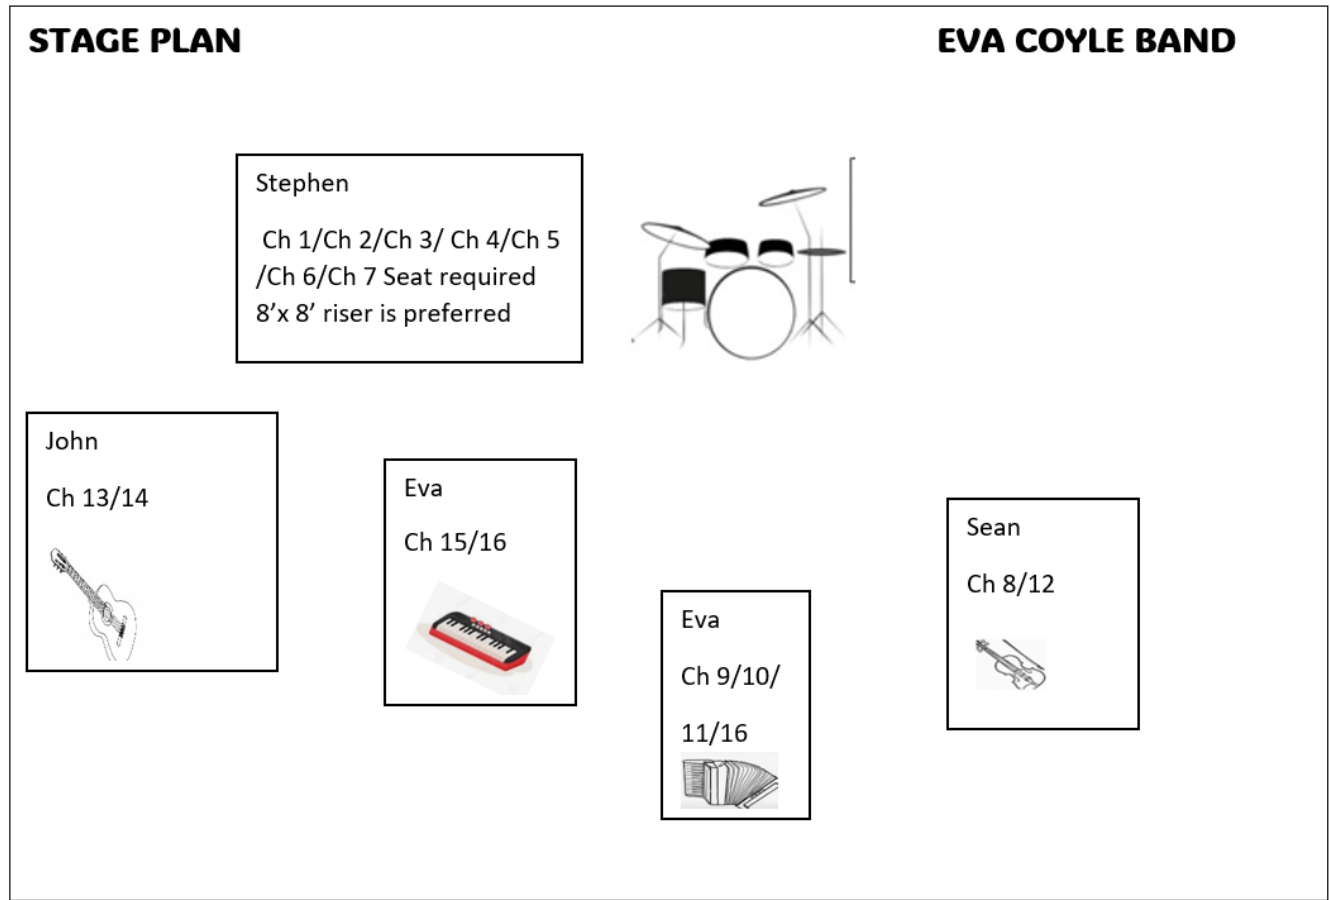 STAGE PLAN
EVA COYLE BAND
Stephen
Ch 1/Ch 2/Ch 3/ Ch 4/Ch 5
/Ch 6/Ch 7 Seat required
8’x 8’ riser is preferred
John
Ch 13/14
Eva
Ch 15/16
Eva
Ch 9/10/
11/16
Sean
Ch 8/12